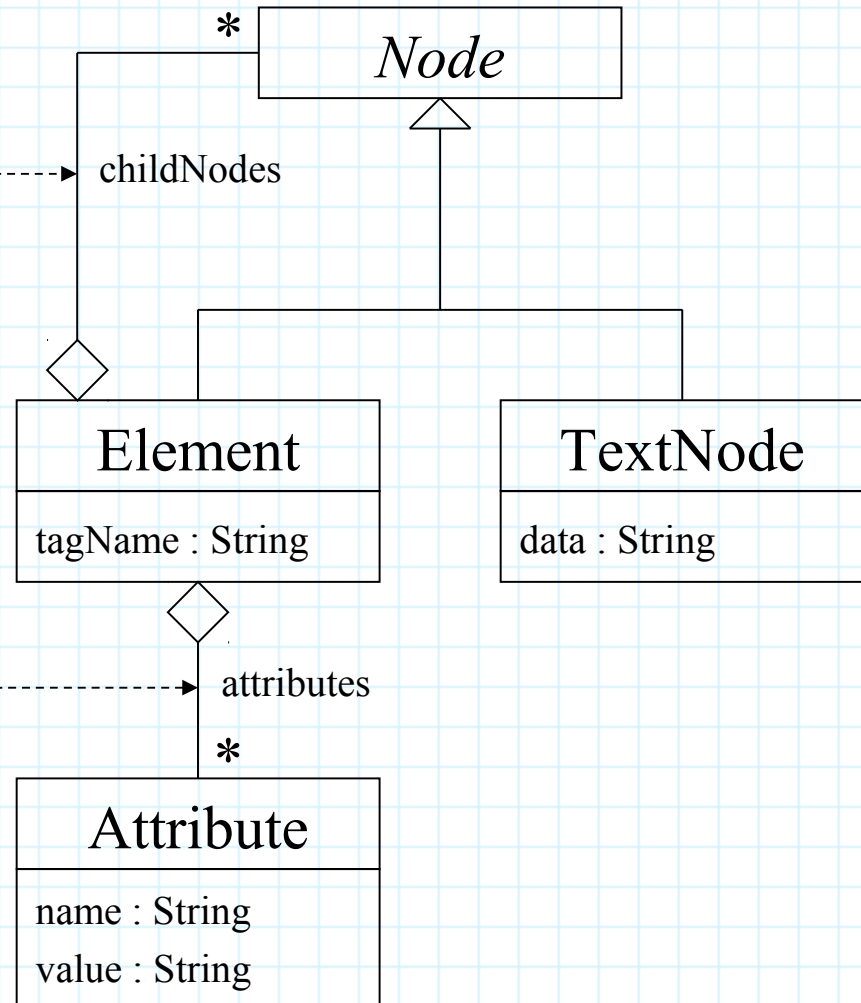 *
Node
childNodes
Element
tagName : String
TextNode
data : String
attributes
*
Attribute
name : String
value : String